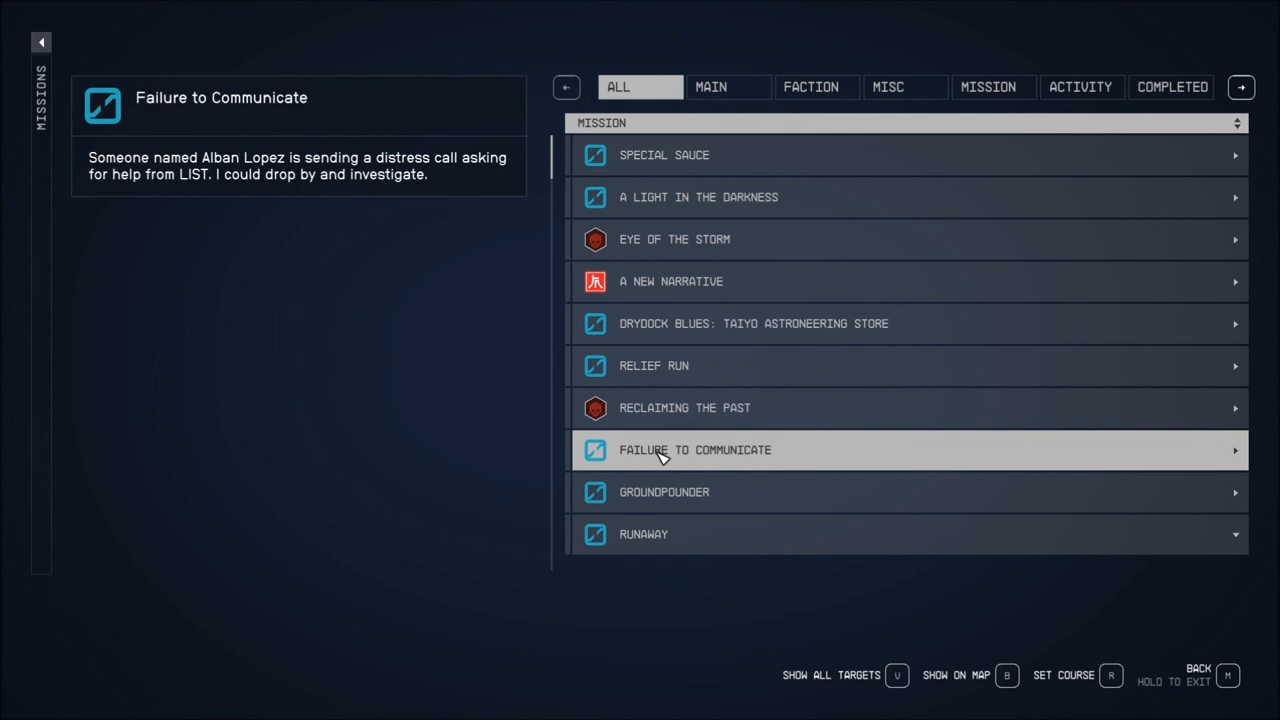 MISSIONS
Failure to Communicate
Someone named Alban Lopez is sending a distress call asking
for help from LIST. I could drop by and investigate.
ALL MAIN FACTION MISC MISSION ACTIVITY COMPLETED
MISSION
SPECIAL SAUCE
A LIGHT IN THE DARKNESS
EYE OF THE STORM
A NEW NARRATIVE
DRYDOCK BLUES: TAIYO ASTRONEERING STORE
RELIEF RUN
RECLAIMING THE PAST
FAILURE TO COMMUNICATE
GROUNDPOUNDER
RUNAWAY
SHOW ALL TARGETS V SHOW ON MAP B SET COURSE R BACK M
HOLD TO EXIT